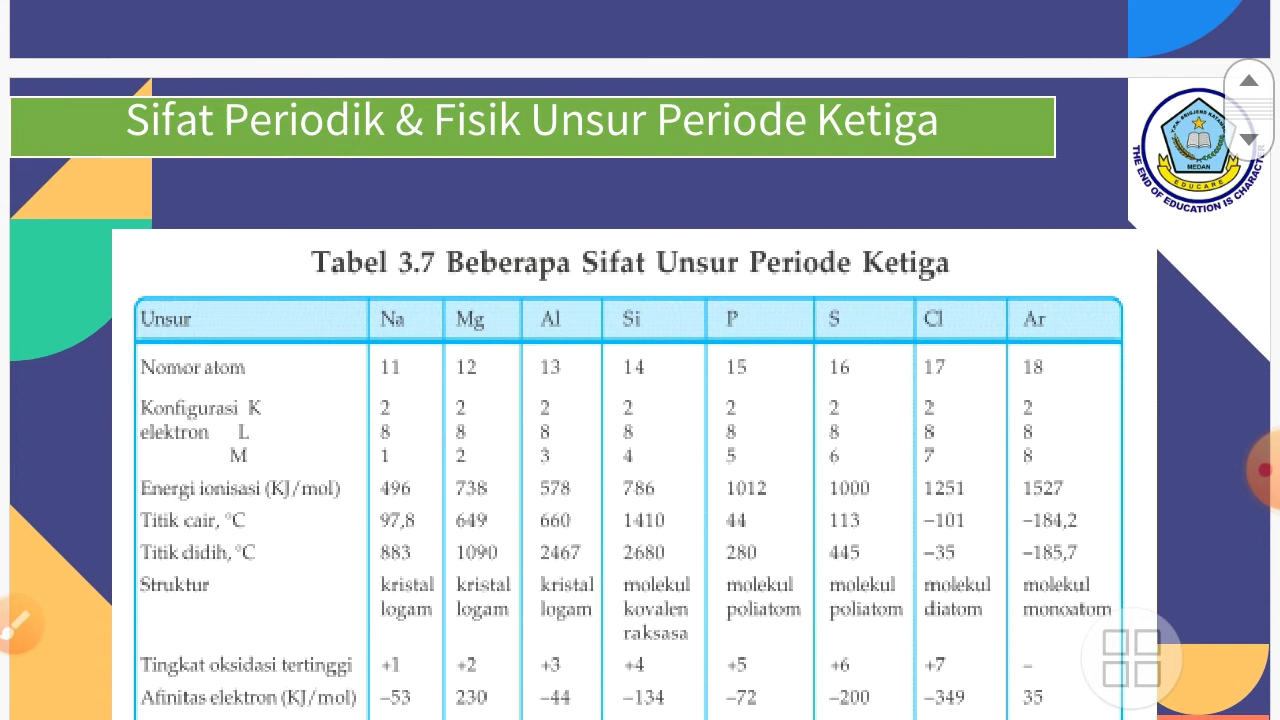 Sifat Periodik & Fisik Unsur Periode Ketiga
MEDAN
EDUCARE
THE END OF EDUCATION IS CHARACTER
Tabel 3.7 Beberapa Sifat Unsur Periode Ketiga
Unsur Na Mg Al Si P S Cl Ar
Nomor atom 11 12 13 14 15 16 17 18
Konfigurasi K 2 2 2 2 2 2 2 2
elektron L 8 8 8 8 8 8 8 8
M 1 2 3 4 5 6 7 8
Energi ionisasi (KJ/mol) 496 738 578 786 1012 1000 1251 1527
Titik cair, °C 97,8 649 660 1410 44 113 –101 –184,2
Titik didih, °C 883 1090 2467 2680 280 445 –35 –185,7
Struktur kristal kristal kristal molekul molekul molekul molekul molekul
logam logam logam kovalen poliatom poliatom diatom monoatom
raksasa
Tingkat oksidasi tertinggi +1 +2 +3 +4 +5 +6 +7 –
Afinitas elektron (KJ/mol) –53 230 –44 –134 –72 –200 –349 35